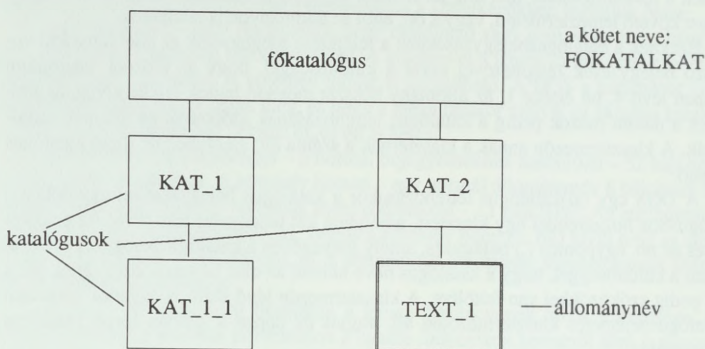 a kötet neve:
főkatalógus
FOKATALKAT
KAT_1
KAT_2
katalógusok
KAT_1_1
TEXT_1
állománynév